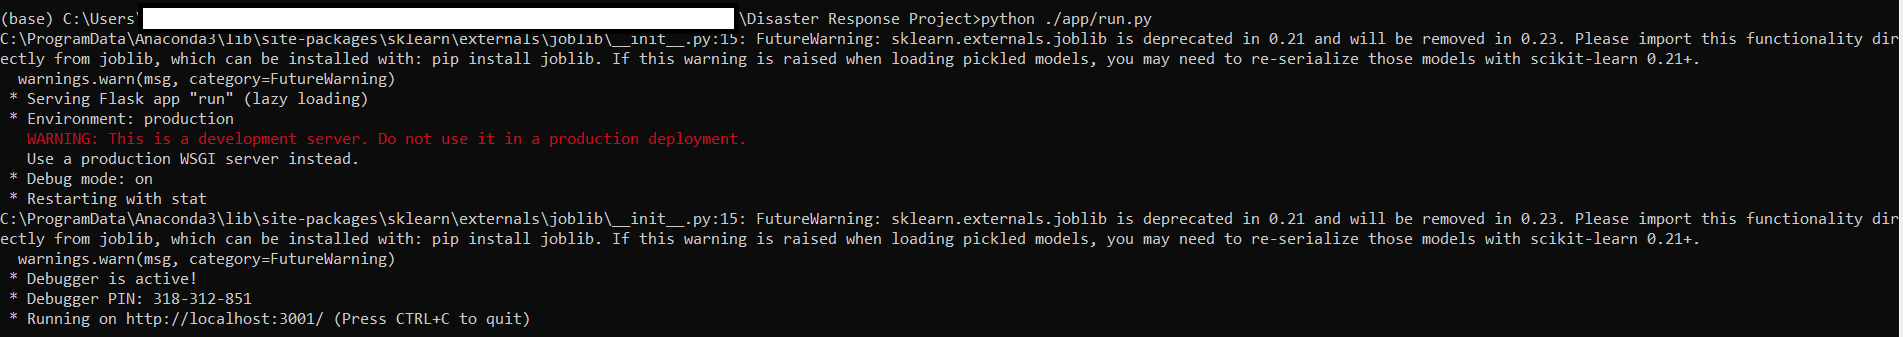 (base) C:\Users\ \Disaster Response Project>python ./app/run.py
C:\ProgramData\Anaconda3\lib\site-packages\sklearn\externals\joblib\__init__.py:15: FutureWarning: sklearn.externals.joblib is deprecated in 0.21 and will be removed in 0.23. Please import this functionality dir
ectly from joblib, which can be installed with: pip install joblib. If this warning is raised when loading pickled models, you may need to re-serialize those models with scikit-learn 0.21+.
  warnings.warn(msg, category=FutureWarning)
 * Serving Flask app "run" (lazy loading)
 * Environment: production
   WARNING: This is a development server. Do not use it in a production deployment.
   Use a production WSGI server instead.
 * Debug mode: on
 * Restarting with stat
C:\ProgramData\Anaconda3\lib\site-packages\sklearn\externals\joblib\__init__.py:15: FutureWarning: sklearn.externals.joblib is deprecated in 0.21 and will be removed in 0.23. Please import this functionality dir
ectly from joblib, which can be installed with: pip install joblib. If this warning is raised when loading pickled models, you may need to re-serialize those models with scikit-learn 0.21+.
  warnings.warn(msg, category=FutureWarning)
 * Debugger is active!
 * Debugger PIN: 318-312-851
 * Running on http://localhost:3001/ (Press CTRL+C to quit)